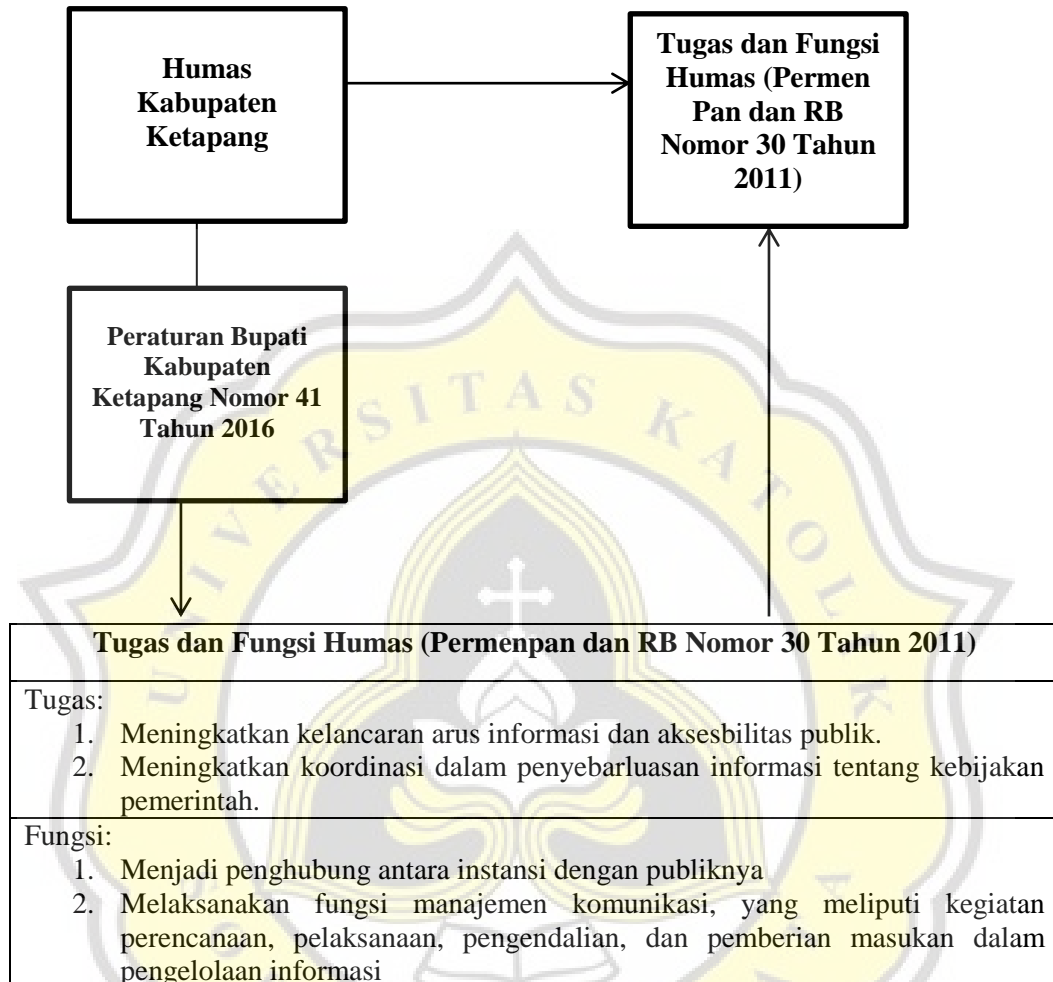 Humas
Kabupaten
Ketapang
Tugas dan Fungsi
Humas (Permen
Pan dan RB
Nomor 30 Tahun
2011)
Peraturan Bupati
Kabupaten
Ketapang Nomor 41
Tahun 2016
UNIVERSITAS KATOLIK
Tugas dan Fungsi Humas (Permenpan dan RB Nomor 30 Tahun 2011)
Tugas:
1. Meningkatkan kelancaran arus informasi dan aksesbilitas publik.
2. Meningkatkan koordinasi dalam penyebarluasan informasi tentang kebijakan
pemerintah.
Fungsi:
1. Menjadi penghubung antara instansi dengan publiknya
2. Melaksanakan fungsi manajemen komunikasi, yang meliputi kegiatan
perencanaan, pelaksanaan, pengendalian, dan pemberian masukan dalam
pengelolaan informasi